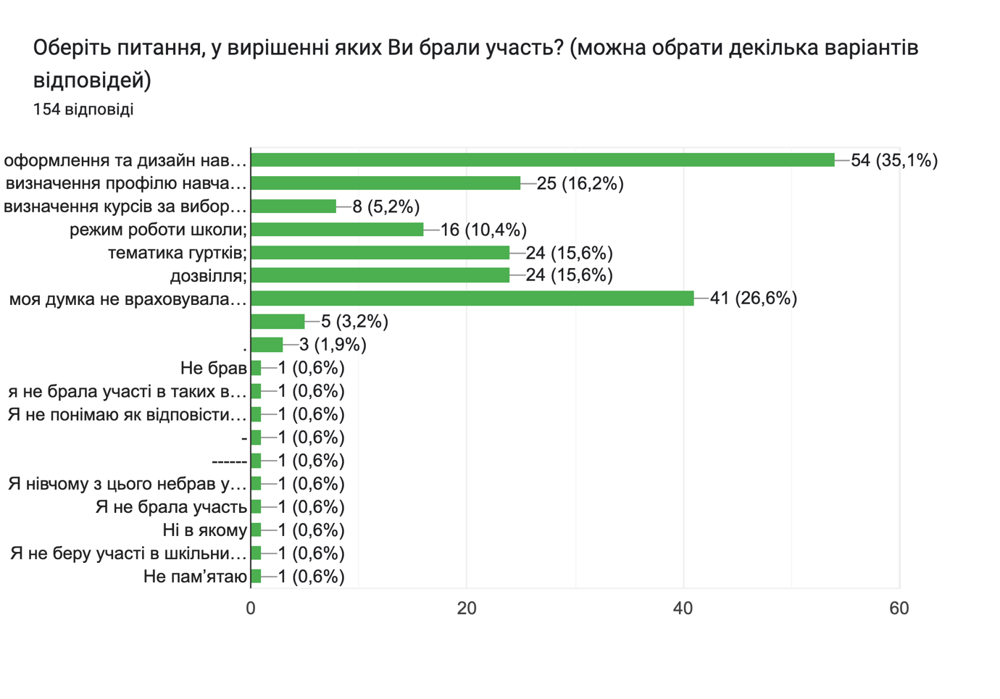 Оберіть питання, у вирішенні яких Ви брали участь? (можна обрати декілька варіантів
відповідей)
154 відповіді
оформлення та дизайн нав… 54 (35,1%)
визначення профілю навча… 25 (16,2%)
визначення курсів за вибор… 8 (5,2%)
режим роботи школи; 16 (10,4%)
тематика гуртків; 24 (15,6%)
дозвілля; 24 (15,6%)
моя думка не враховувала… 41 (26,6%)
5 (3,2%)
. 3 (1,9%)
Не брав 1 (0,6%)
я не брала участі в таких в… 1 (0,6%)
Я не понімаю як відповісти… 1 (0,6%)
- 1 (0,6%)
------ 1 (0,6%)
Я нівчому з цього небрав у… 1 (0,6%)
Я не брала участь 1 (0,6%)
Ні в якому 1 (0,6%)
Я не беру участі в шкільни… 1 (0,6%)
Не пам’ятаю 1 (0,6%)
0 20 40 60